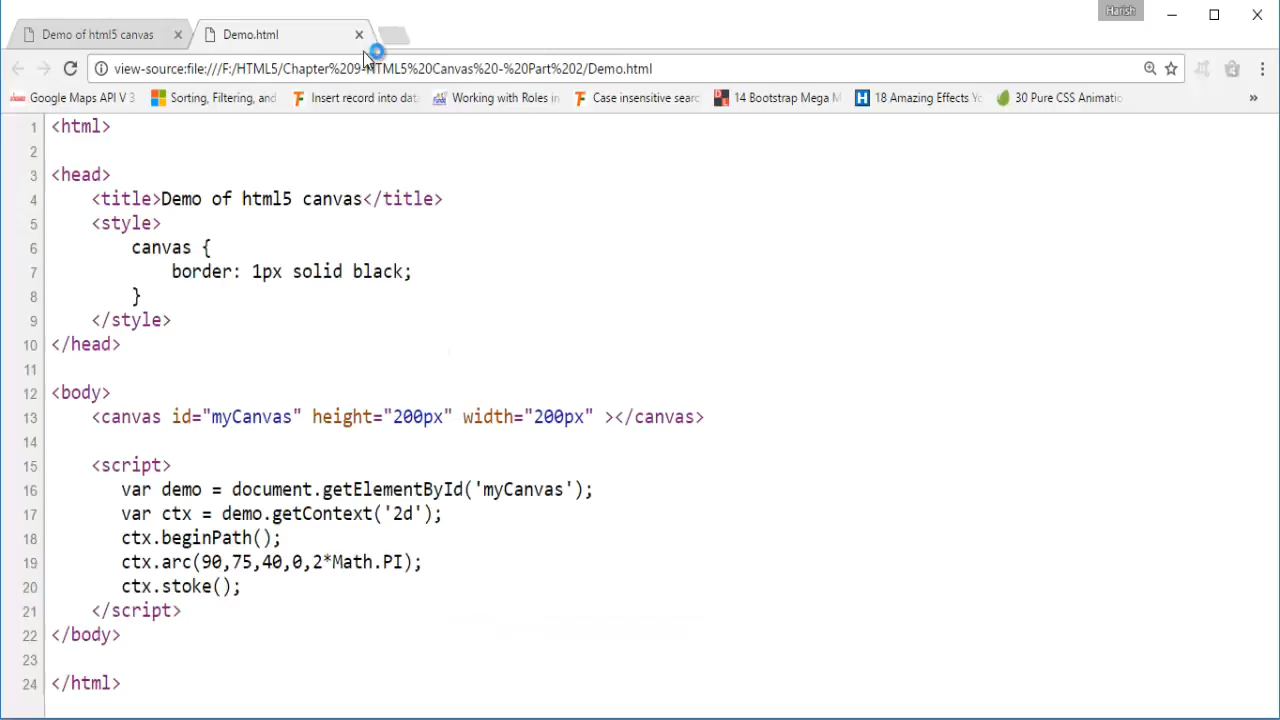 Harish
Demo of html5 canvas
Demo.html
view-source:file:///F:/HTML5/Chapter%209-HTML5%20Canvas%20-%20Part%202/Demo.html
Google Maps API V 3
Sorting, Filtering, and
Insert record into dat
Working with Roles in
Case insensitive searc
14 Bootstrap Mega M
18 Amazing Effects Yo
30 Pure CSS Animatio
»
1 <html>
2
3 <head>
4 <title>Demo of html5 canvas</title>
5 <style>
6 canvas {
7 border: 1px solid black;
8 }
9 </style>
10 </head>
11
12 <body>
13 <canvas id="myCanvas" height="200px" width="200px" ></canvas>
14
15 <script>
16 var demo = document.getElementById('myCanvas');
17 var ctx = demo.getContext('2d');
18 ctx.beginPath();
19 ctx.arc(90,75,40,0,2*Math.PI);
20 ctx.stoke();
21 </script>
22 </body>
23
24 </html>